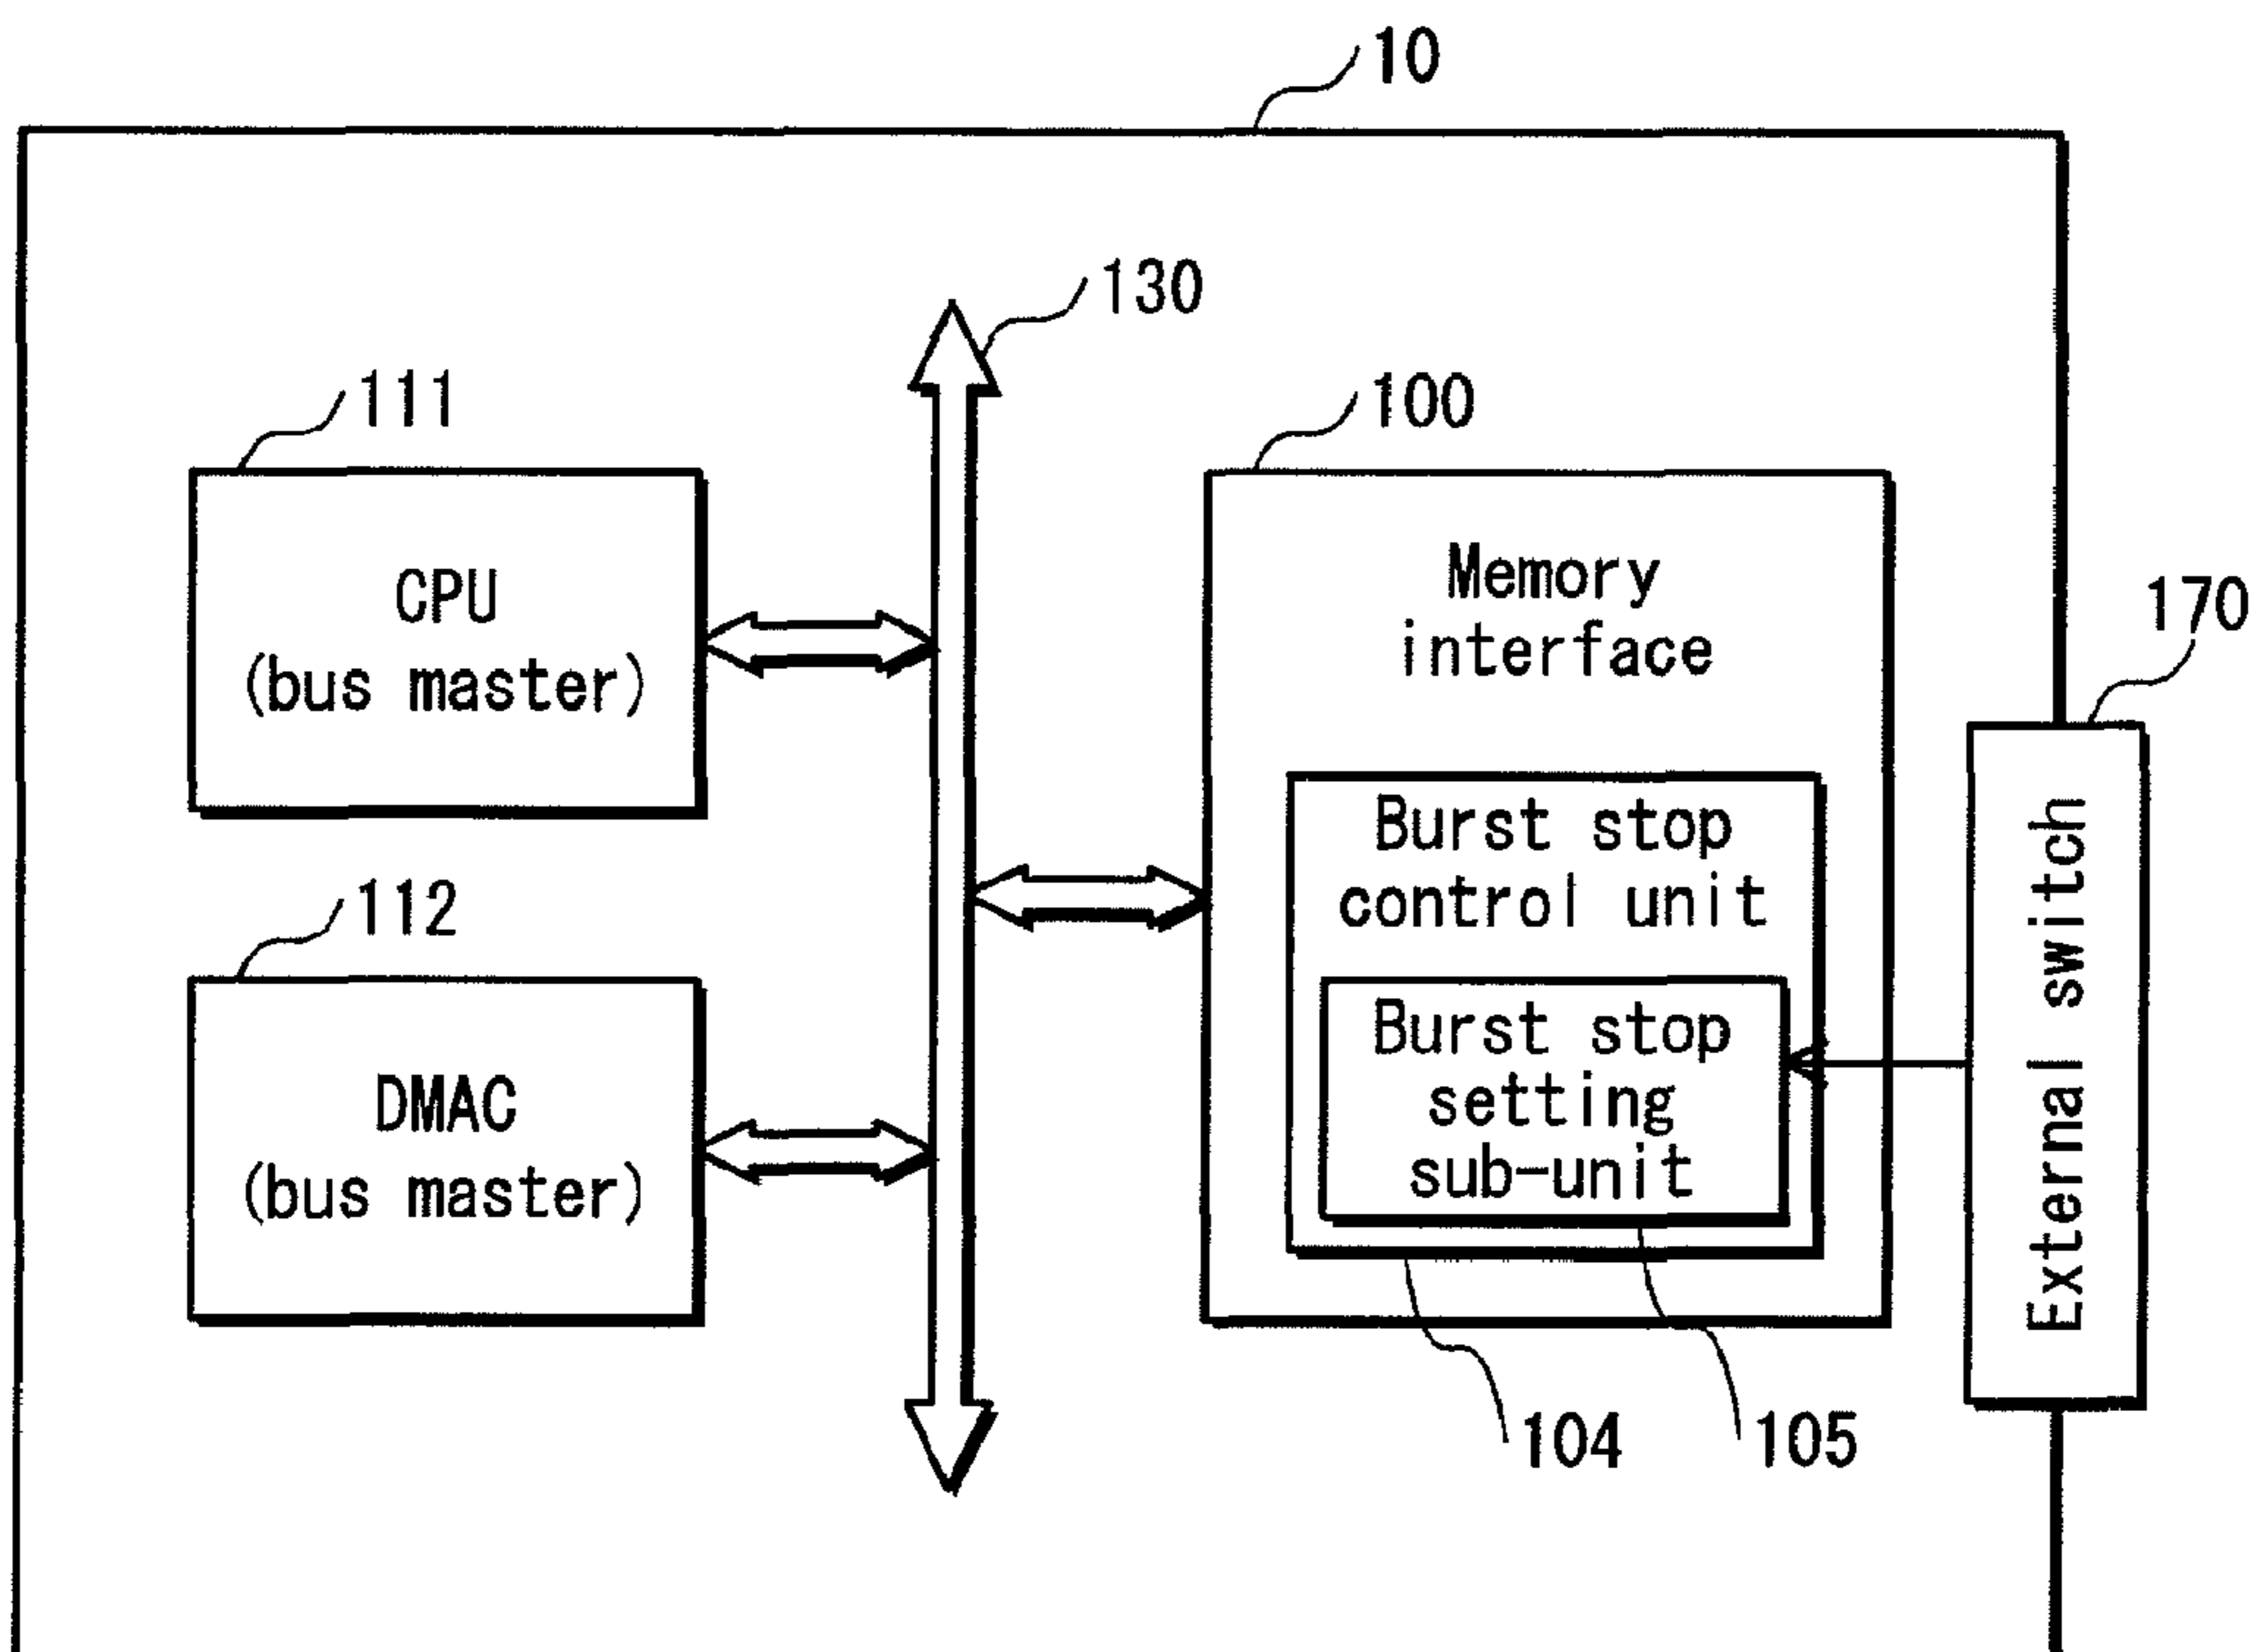 10
130
111
100
CPU
(bus master)
Memory
interface
170
Burst stop
control unit
External switch
112
DMAC
(bus master)
Burst stop
setting
sub-unit
104
105